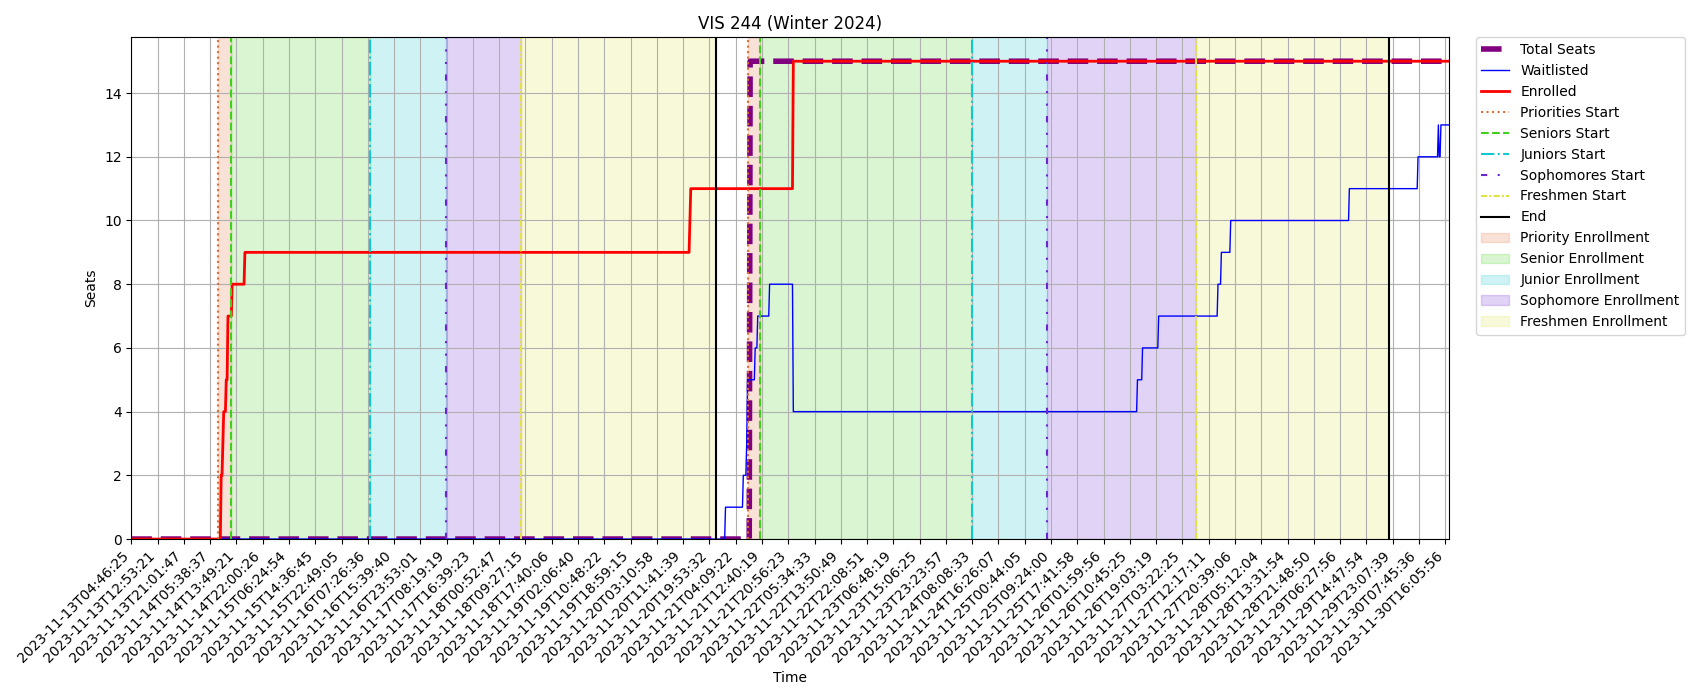 VIS 244 (Winter 2024)
Total Seats
Waitlisted
Enrolled
Priorities Start
Seniors Start
Juniors Start
Sophomores Start
Freshmen Start
End
Priority Enrollment
Senior Enrollment
Junior Enrollment
Sophomore Enrollment
Freshmen Enrollment
Seats
14
12
10
8
6
4
2
0
2023-11-13T04:46:25
2023-11-13T12:53:21
2023-11-13T21:01:47
2023-11-14T05:38:37
2023-11-14T13:49:21
2023-11-14T22:00:26
2023-11-15T06:24:54
2023-11-15T14:36:45
2023-11-15T22:49:05
2023-11-16T07:26:36
2023-11-16T15:39:40
2023-11-16T23:53:01
2023-11-17T08:19:19
2023-11-17T16:39:23
2023-11-18T00:52:47
2023-11-18T09:27:15
2023-11-18T17:40:06
2023-11-19T02:06:40
2023-11-19T10:48:22
2023-11-19T18:59:15
2023-11-20T03:10:58
2023-11-20T11:41:39
2023-11-20T19:53:32
2023-11-21T04:09:22
2023-11-21T12:40:19
2023-11-21T20:56:23
2023-11-22T05:34:33
2023-11-22T13:50:49
2023-11-22T22:08:51
2023-11-23T06:48:19
2023-11-23T15:06:25
2023-11-23T23:23:57
2023-11-24T08:08:33
2023-11-24T16:26:07
2023-11-25T00:44:05
2023-11-25T09:24:00
2023-11-25T17:41:58
2023-11-26T01:59:56
2023-11-26T10:45:25
2023-11-26T19:03:19
2023-11-27T03:22:25
2023-11-27T12:17:11
2023-11-27T20:39:06
2023-11-28T05:12:04
2023-11-28T13:31:54
2023-11-28T21:48:50
2023-11-29T06:27:56
2023-11-29T14:47:54
2023-11-29T23:07:39
2023-11-30T07:45:36
2023-11-30T16:05:56
Time